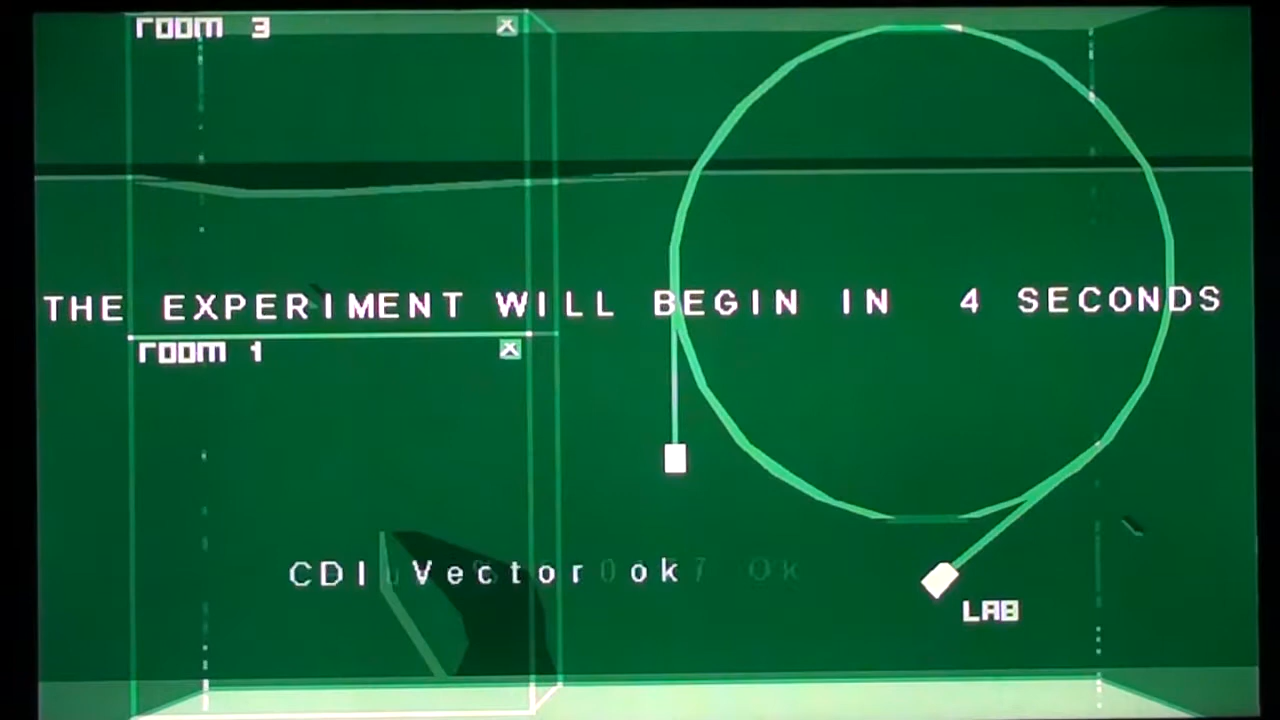 room 3
THE EXPERIMENT WILL BEGIN IN 4 SECONDS
room 1
CDI Vector ok
LAB